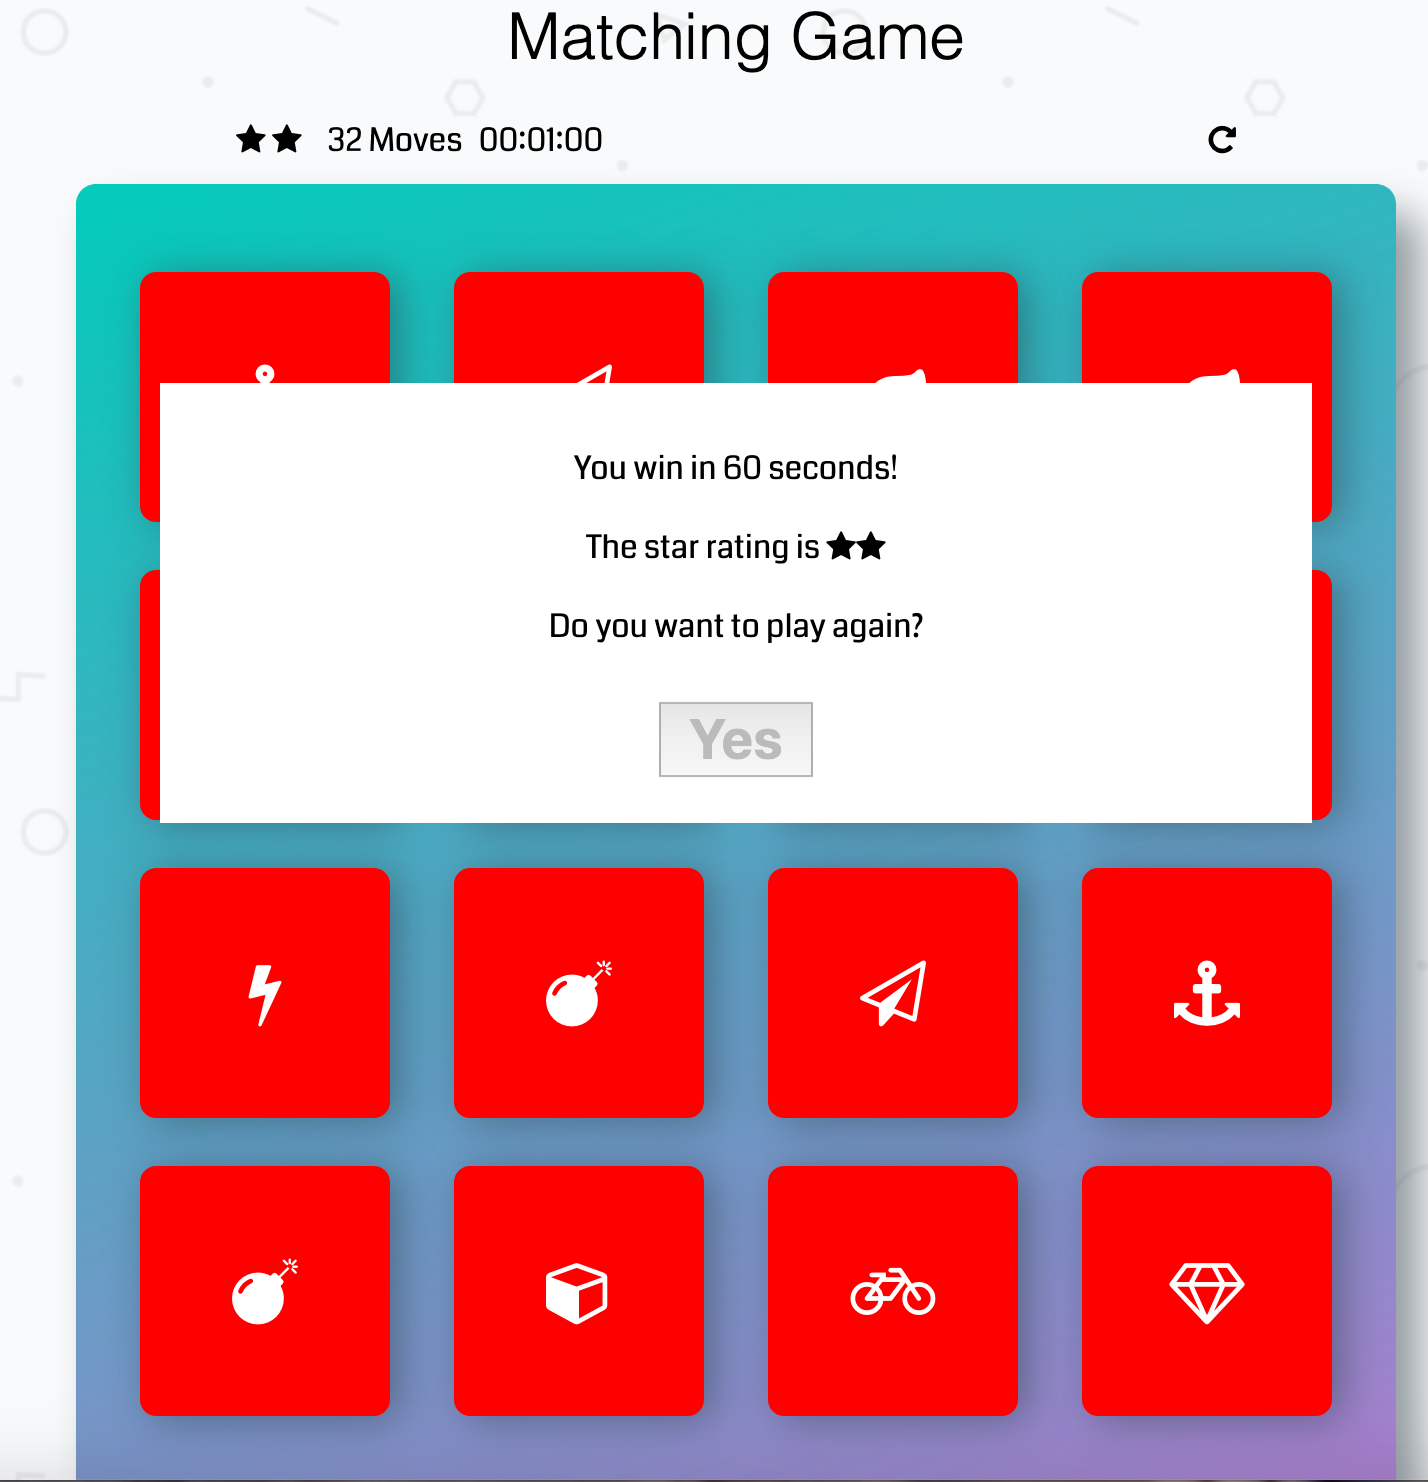 Matching Game
32 Moves 00:01:00
You win in 60 seconds!
The star rating is ★★
Do you want to play again?
Yes